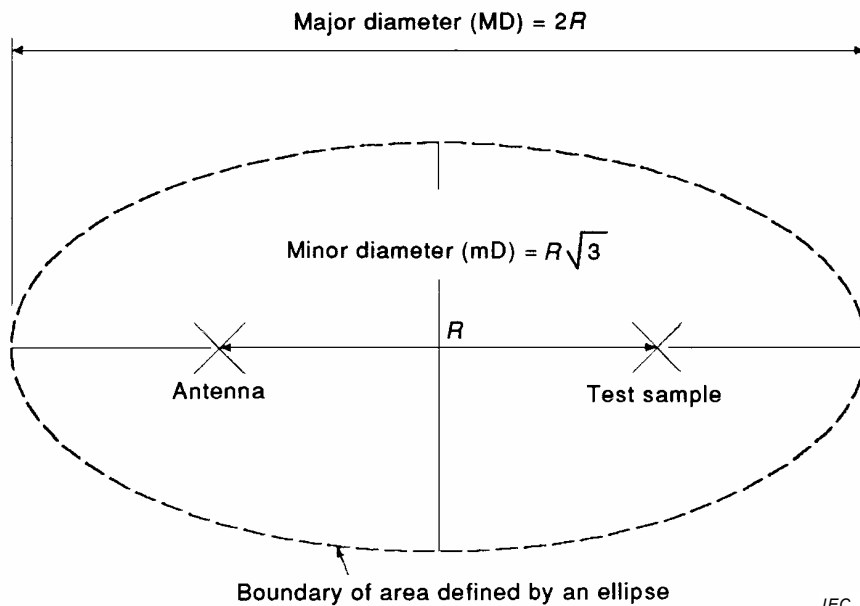 Major diameter (MD) = 2R
Minor diameter (mD) = R√3
R
Antenna
Test sample
Boundary of area defined by an ellipse
IEC